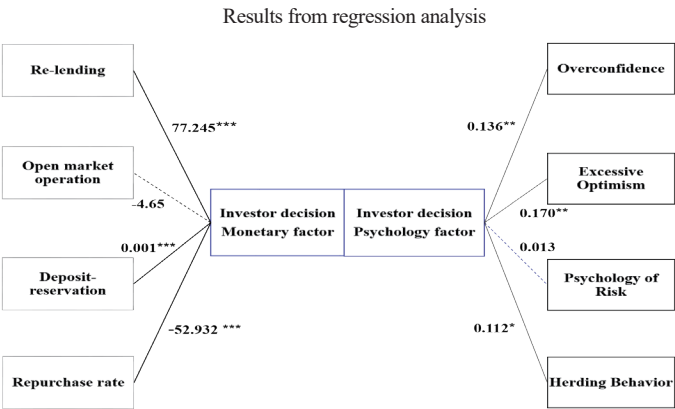 Results from regression analysis
Re-lending
77.245***
Open market
operation
-4.65
0.001***
Deposit-
reservation
-52.932 ***
Repurchase rate
Investor decision
Monetary factor
Investor decision
Psychology factor
Overconfidence
0.136**
Excessive
Optimism
0.170**
0.013
Psychology of
Risk
0.112*
Herding Behavior